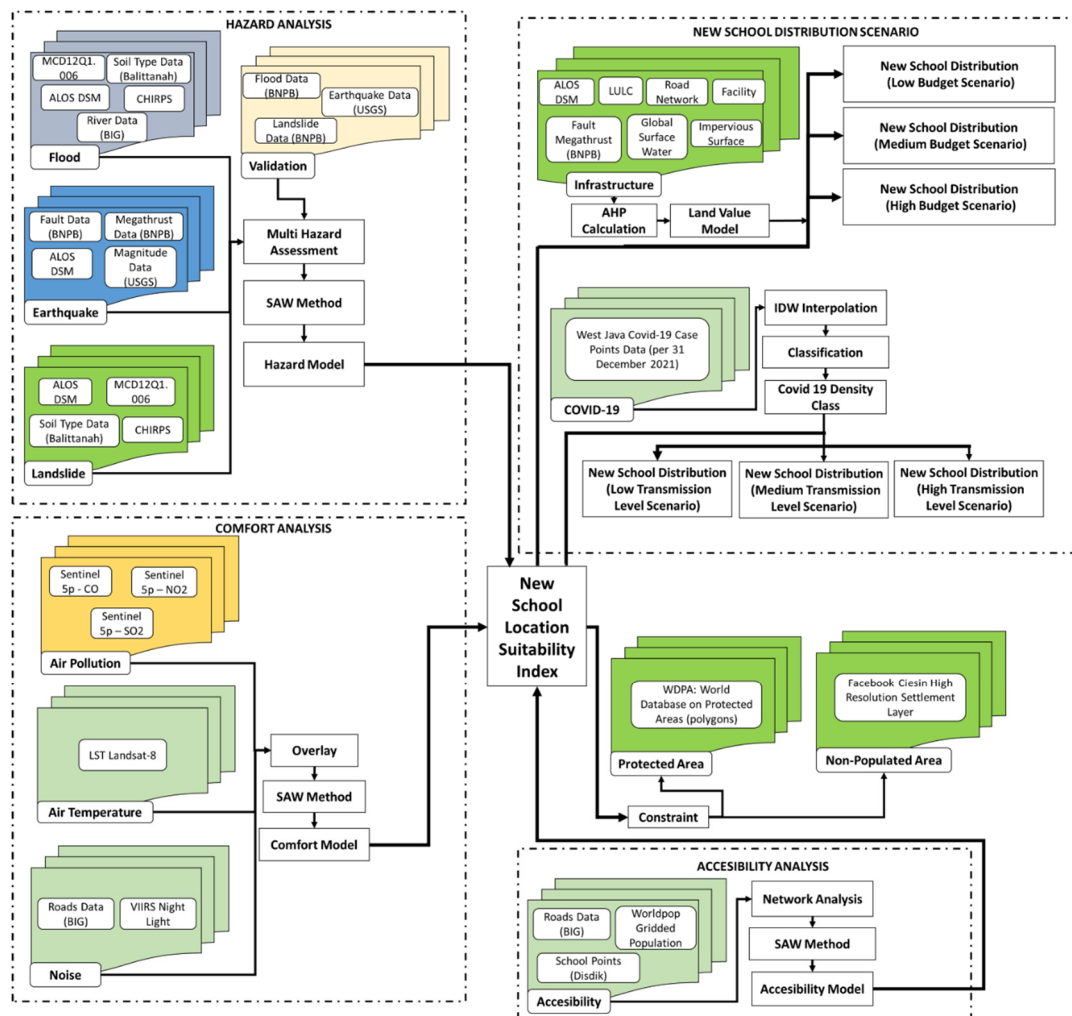 HAZARD ANALYSIS
MCD12Q1.
006
Soil Type Data
(Balittanah)
ALOS DSM
CHIRPS
River Data
(BIG)
Flood
Flood Data
(BNPB)
Earthquake Data
(USGS)
Landslide
Data (BNPB)
Validation
Fault Data
(BNPB)
Megathrust
Data (BNPB)
ALOS
DSM
Magnitude
Data
(USGS)
Earthquake
Multi Hazard
Assessment
SAW Method
Hazard Model
ALOS
DSM
MCD12Q1.
006
Soil Type Data
(Balittanah)
CHIRPS
Landslide
NEW SCHOOL DISTRIBUTION SCENARIO
ALOS
DSM
LULC
Road
Network
Facility
Fault
Megathrust
(BNPB)
Global
Surface
Water
Impervious
Surface
Infrastructure
AHP
Calculation
Land Value
Model
New School Distribution
(Low Budget Scenario)
New School Distribution
(Medium Budget Scenario)
New School Distribution
(High Budget Scenario)
West Java Covid-19 Case
Points Data (per 31
December 2021)
COVID-19
IDW Interpolation
Classification
Covid 19 Density
Class
New School Distribution
(Low Transmission
Level Scenario)
New School Distribution
(Medium Transmission
Level Scenario)
New School Distribution
(High Transmission
Level Scenario)
COMFORT ANALYSIS
Sentinel
5p - CO
Sentinel
5p – NO2
Sentinel
5p – SO2
Air Pollution
LST Landsat-8
Air Temperature
Overlay
SAW Method
Comfort Model
Roads Data
(BIG)
VIIRS Night
Light
Noise
New
School
Location
Suitability
Index
WDPA: World
Database on Protected
Areas (polygons)
Protected Area
Facebook Ciesin High
Resolution Settlement
Layer
Non-Populated Area
Constraint
ACCESIBILITY ANALYSIS
Roads Data
(BIG)
Worldpop
Gridded
Population
School Points
(Disdik)
Accesibility
Network Analysis
SAW Method
Accesibility Model